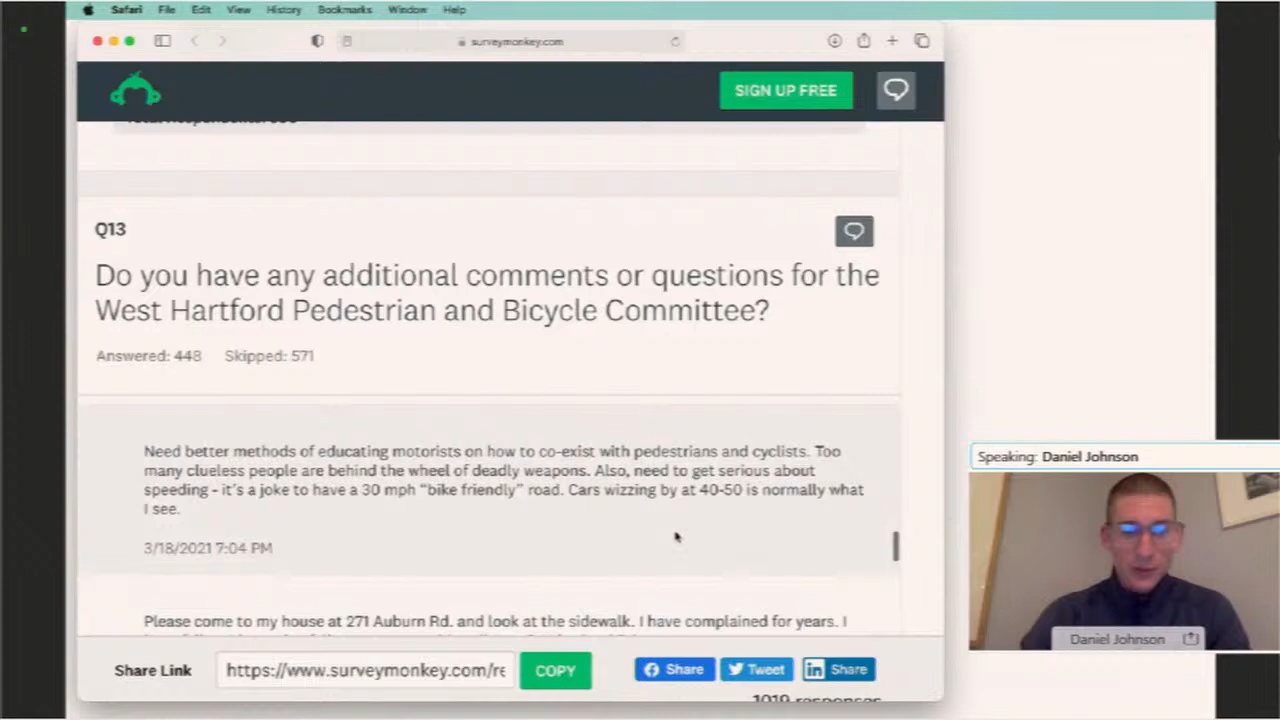 Safari File Edit View History Bookmarks Window Help
surveymonkey.com
SIGN UP FREE
Q13
Do you have any additional comments or questions for the
West Hartford Pedestrian and Bicycle Committee?
Answered: 448 Skipped: 571
Need better methods of educating motorists on how to co-exist with pedestrians and cyclists. Too
many clueless people are behind the wheel of deadly weapons. Also, need to get serious about
speeding - it's a joke to have a 30 mph “bike friendly” road. Cars wizzing by at 40-50 is normally what
I see.
3/18/2021 7:04 PM
Please come to my house at 271 Auburn Rd. and look at the sidewalk. I have complained for years. I
Share Link https://www.surveymonkey.com/re COPY Share Tweet Share
1019 responses
Speaking: Daniel Johnson
Daniel Johnson